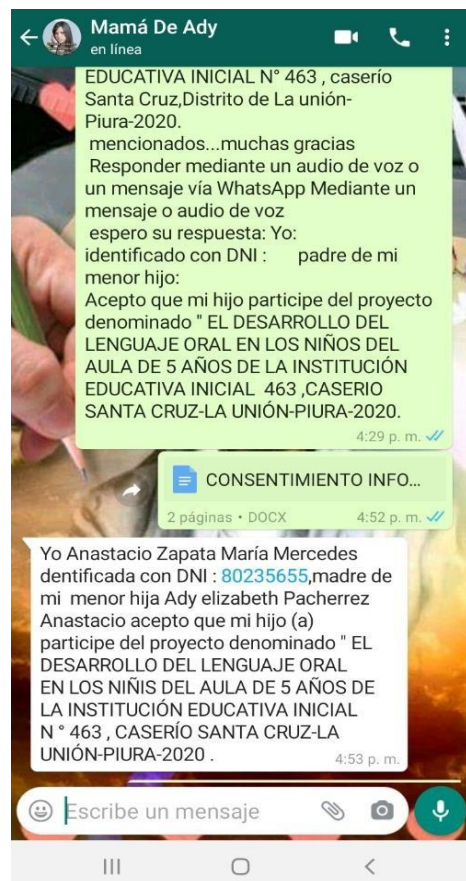 Mamá De Ady
en línea
EDUCATIVA INICIAL N° 463 , caserío
Santa Cruz,Distrito de La unión-
Piura-2020.
mencionados...muchas gracias
Responder mediante un audio de voz o
un mensaje vía WhatsApp Mediante un
mensaje o audio de voz
espero su respuesta: Yo:
identificado con DNI :      padre de mi
menor hijo:
Acepto que mi hijo participe del proyecto
denominado " EL DESARROLLO DEL
LENGUAJE ORAL EN LOS NIÑOS DEL
AULA DE 5 AÑOS DE LA INSTITUCIÓN
EDUCATIVA INICIAL  463 ,CASERIO
SANTA CRUZ-LA UNIÓN-PIURA-2020.
4:29 p. m.
CONSENTIMIENTO INFO...
2 páginas • DOCX
4:52 p. m.
Yo Anastacio Zapata María Mercedes
dentificada con DNI : 80235655,madre de
mi  menor hija Ady elizabeth Pacherrez
Anastacio acepto que mi hijo (a)
participe del proyecto denominado " EL
DESARROLLO DEL LENGUAJE ORAL
EN LOS NIÑIS DEL AULA DE 5 AÑOS DE
LA INSTITUCIÓN EDUCATIVA INICIAL
N ° 463 , CASERÍO SANTA CRUZ-LA
UNIÓN-PIURA-2020 .
4:53 p. m.
Escribe un mensaje